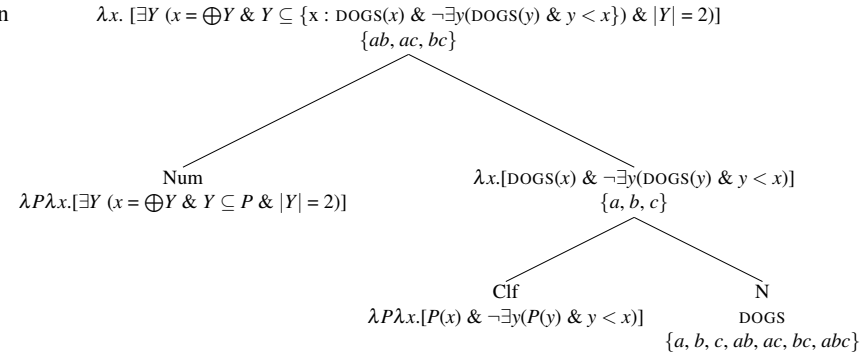 n λx. [∃Y (x = ⨁Y & Y ⊆ {x : DOGS(x) & ¬∃y(DOGS(y) & y < x}) & |Y| = 2)]
{ab, ac, bc}
Num λx.[DOGS(x) & ¬∃y(DOGS(y) & y < x)]
λPλx.[∃Y (x = ⨁Y & Y ⊆ P & |Y| = 2)] {a, b, c}
Clf N
λPλx.[P(x) & ¬∃y(P(y) & y < x)] DOGS
{a, b, c, ab, ac, bc, abc}